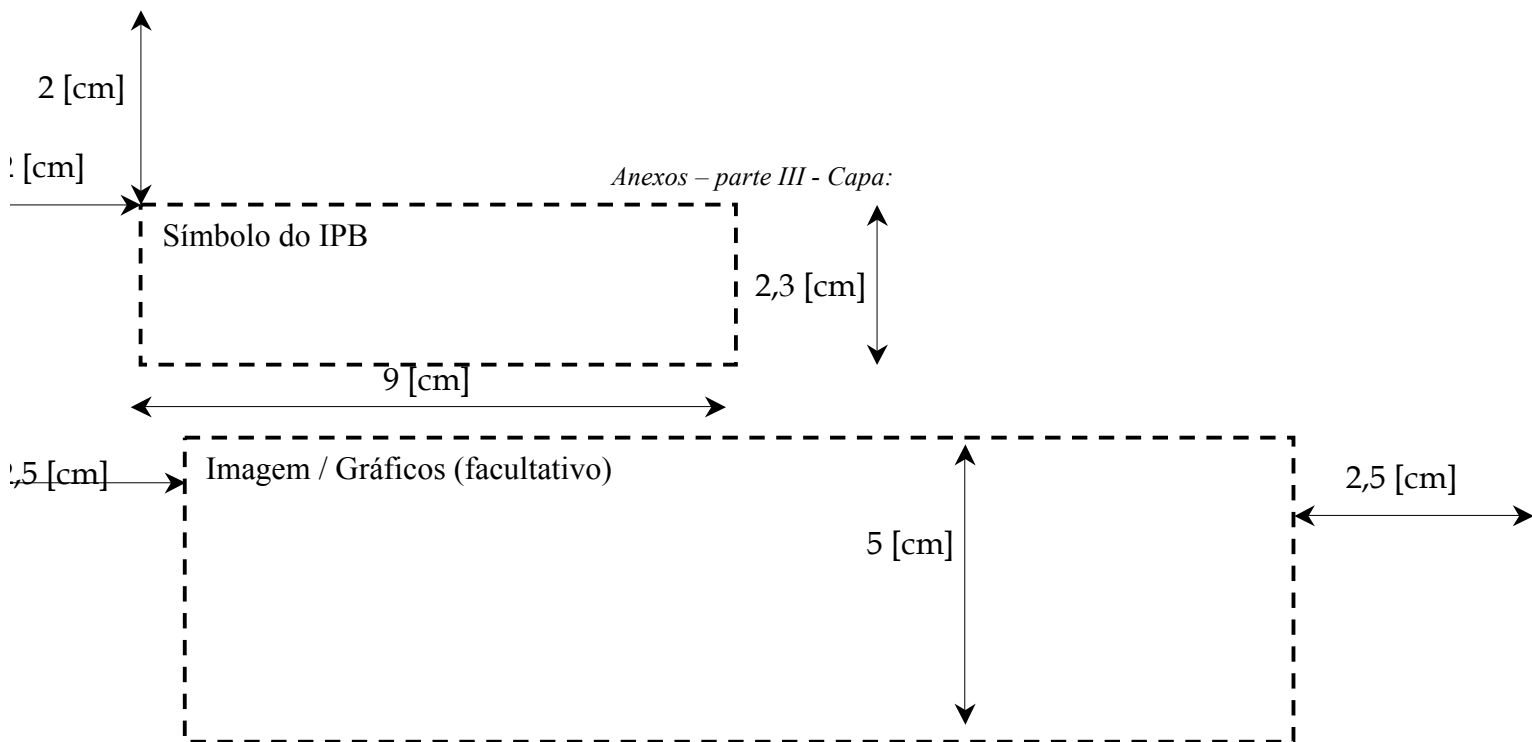 2 [cm]
[cm]
Anexos – parte III - Capa:
Símbolo do IPB
2,3 [cm]
9 [cm]
Imagem / Gráficos (facultativo)
,5 [cm]
2,5 [cm]
5 [cm]